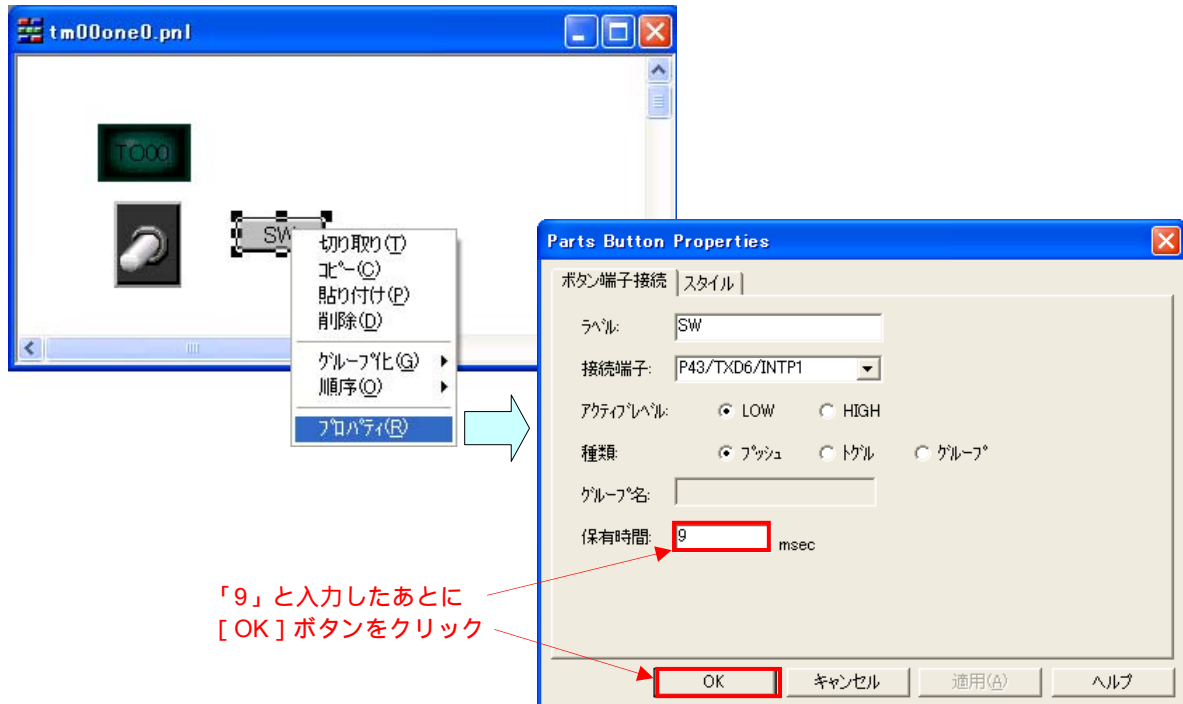 tm00one0.pnl
TO00
SW
切り取り(T)
コピー(C)
貼り付け(P)
削除(D)
グループ化(G)
順序(O)
プロパティ(R)
Parts Button Properties
ボタン端子接続 スタイル
ラベル: SW
接続端子: P43/TXD6/INTP1
アクティブレベル: LOW HIGH
種類: プッシュ トグル グループ
グループ名:
保有時間: 9 msec
「9」と入力したあとに
[ OK ] ボタンをクリック
OK キャンセル 適用(A) ヘルプ